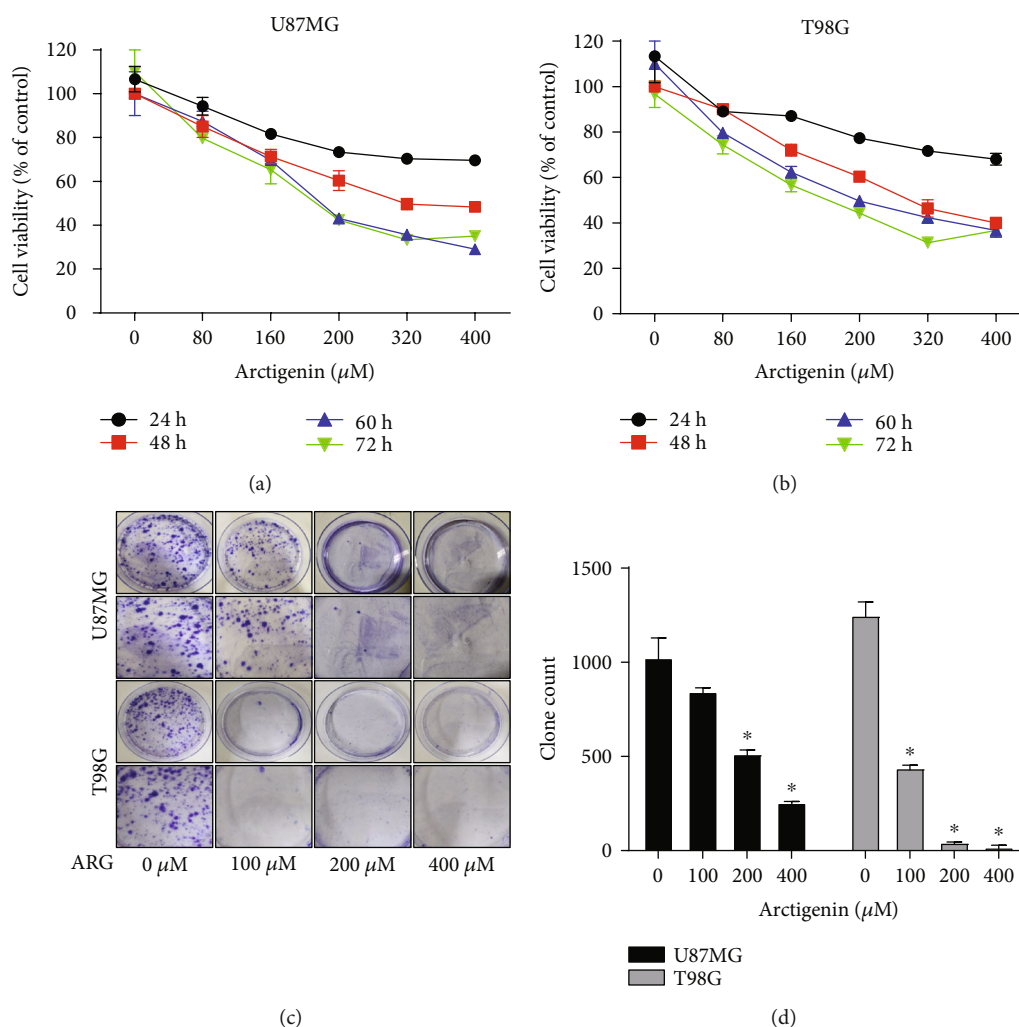 U87MG
120
100
80
60
40
20
0
Cell viability (% of control)
0 80 160 200 320 400
Arctigenin (μM)
24 h 60 h
48 h 72 h
(a)
T98G
120
100
80
60
40
20
0
Cell viability (% of control)
0 80 160 200 320 400
Arctigenin (μM)
24 h 60 h
48 h 72 h
(b)
U87MG
T98G
ARG 0 μM 100 μM 200 μM 400 μM
(c)
1000
500
0
Clone count
* *
* * *
0 100 200 400 0 100 200 400
Arctigenin (μM)
U87MG
T98G
(d)